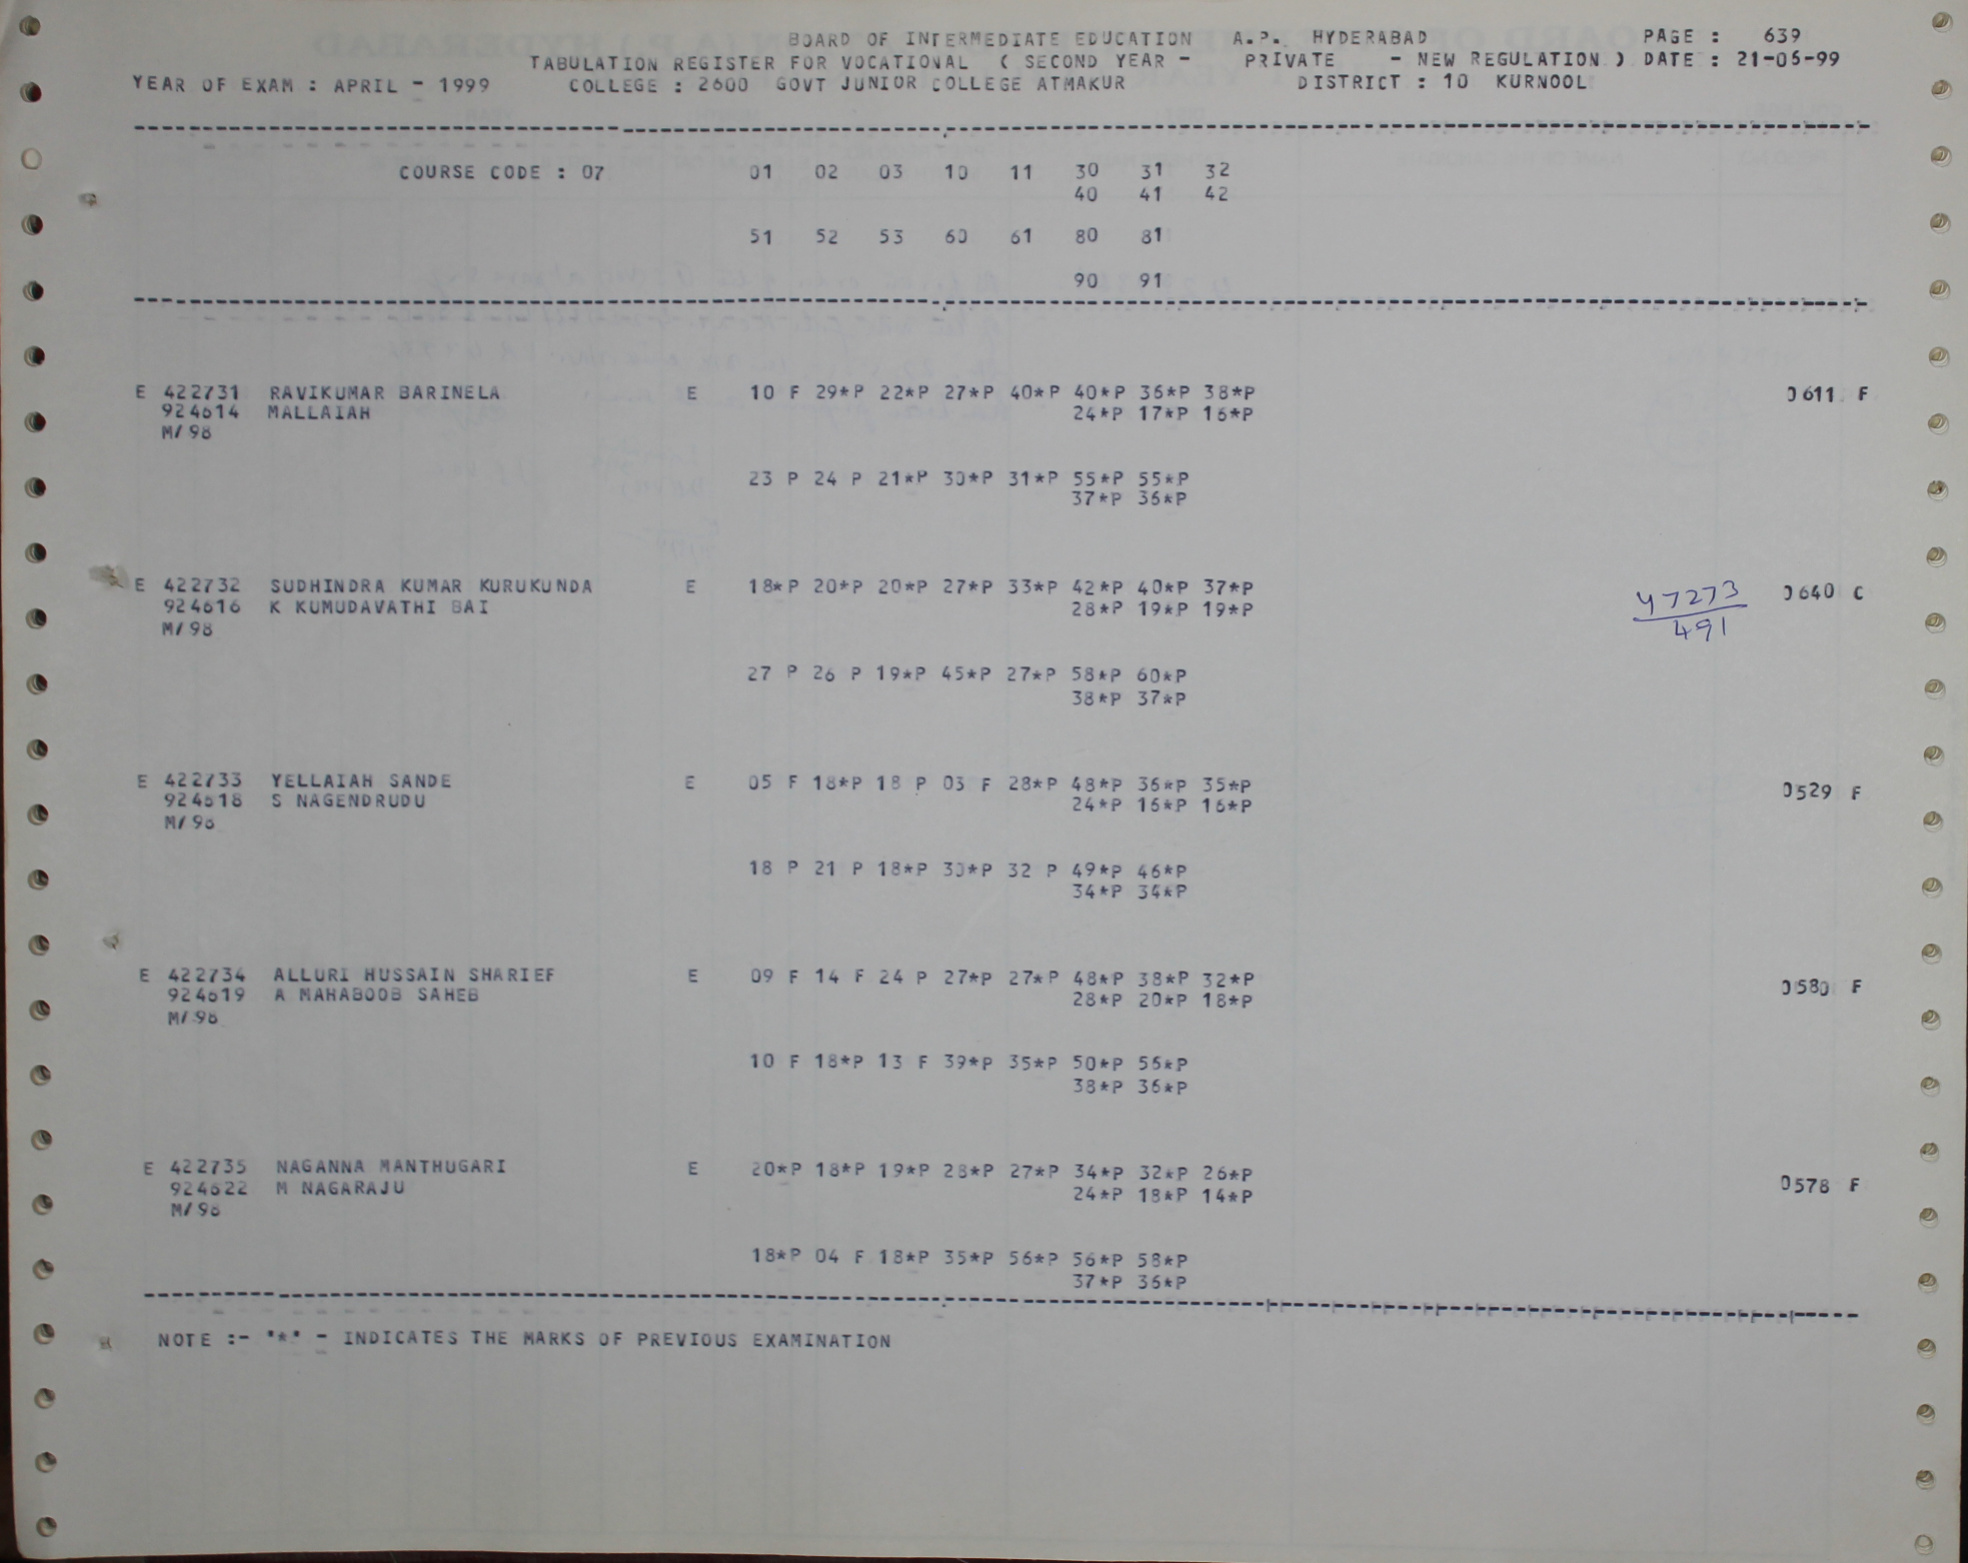 BOARD OF INTERMEDIATE EDUCATION A.P. HYDERABAD PAGE : 639
TABULATION REGISTER FOR VOCATIONAL ( SECOND YEAR - PRIVATE - NEW REGULATION ) DATE : 21-05-99
YEAR OF EXAM : APRIL - 1999 COLLEGE : 2600 GOVT JUNIOR COLLEGE ATMAKUR DISTRICT : 10 KURNOOL
COURSE CODE : 07 01 02 03 10 11 30 31 32
40 41 42
51 52 53 60 61 80 81
90 91
E 422731 RAVIKUMAR BARINELA E 10 F 29*P 22*P 27*P 40*P 40*P 36*P 38*P 0611 F
924614 MALLAIAH 24*P 17*P 16*P
M/98
23 P 24 P 21*P 30*P 31*P 55*P 55*P
37*P 36*P
E 422732 SUDHINDRA KUMAR KURUKUNDA E 18*P 20*P 20*P 27*P 33*P 42*P 40*P 37*P 47273 0640 C
924616 K KUMUDAVATHI BAI 28*P 19*P 19*P 491
M/98
27 P 26 P 19*P 45*P 27*P 58*P 60*P
38*P 37*P
E 422733 YELLAIAH SANDE E 05 F 18*P 18 P 03 F 28*P 48*P 36*P 35*P 0529 F
924618 S NAGENDRUDU 24*P 16*P 16*P
M/98
18 P 21 P 18*P 30*P 32 P 49*P 46*P
34*P 34*P
E 422734 ALLURI HUSSAIN SHARIEF E 09 F 14 F 24 P 27*P 27*P 48*P 38*P 32*P 0580 F
924619 A MAHABOOB SAHEB 28*P 20*P 18*P
M/98
10 F 18*P 13 F 39*P 35*P 50*P 56*P
38*P 36*P
E 422735 NAGANNA MANTHUGARI E 20*P 18*P 19*P 28*P 27*P 34*P 32*P 26*P 0578 F
924622 M NAGARAJU 24*P 18*P 14*P
M/98
18*P 04 F 18*P 35*P 56*P 56*P 58*P
37*P 36*P
NOTE :- "*" - INDICATES THE MARKS OF PREVIOUS EXAMINATION